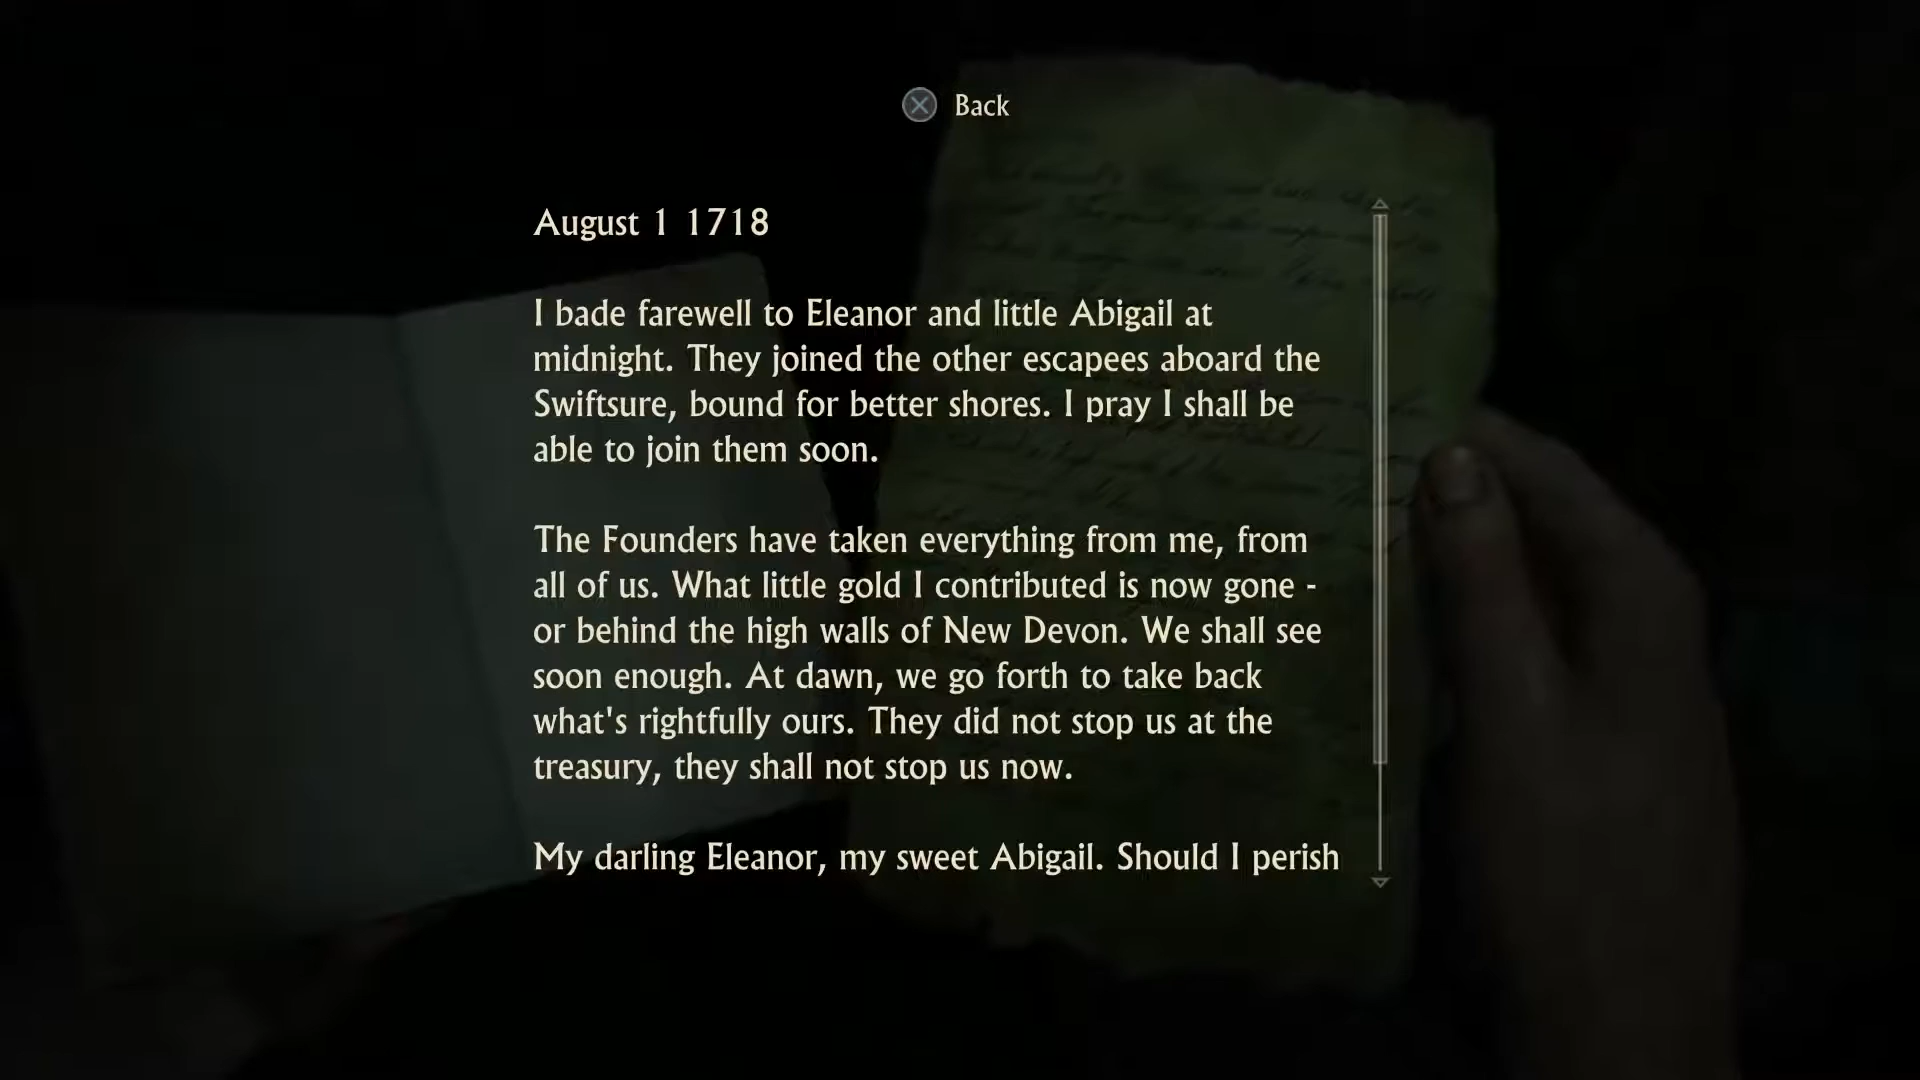 Back
August 1 1718
I bade farewell to Eleanor and little Abigail at
midnight. They joined the other escapees aboard the
Swiftsure, bound for better shores. I pray I shall be
able to join them soon.
The Founders have taken everything from me, from
all of us. What little gold I contributed is now gone -
or behind the high walls of New Devon. We shall see
soon enough. At dawn, we go forth to take back
what's rightfully ours. They did not stop us at the
treasury, they shall not stop us now.
My darling Eleanor, my sweet Abigail. Should I perish